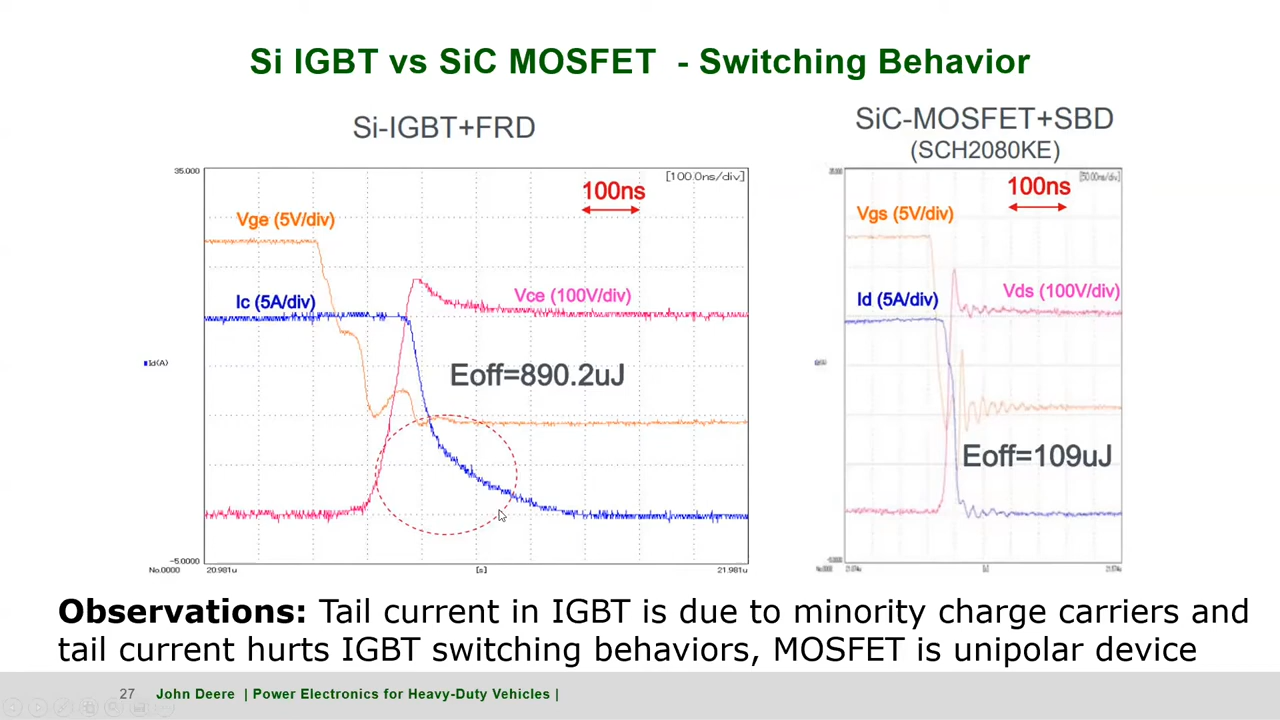 Si IGBT vs SiC MOSFET - Switching Behavior
Si-IGBT+FRD
35.000
[100.0ns/div]
100ns
Vge (5V/div)
Ic (5A/div)
Vce (100V/div)
Id(A)
Eoff=890.2uJ
-5.0000
No.0000
20.981u
[s]
21.981u
SiC-MOSFET+SBD
(SCH2080KE)
[50.00ns/div]
100ns
Vgs (5V/div)
Id (5A/div)
Vds (100V/div)
Eoff=109uJ
Observations: Tail current in IGBT is due to minority charge carriers and
tail current hurts IGBT switching behaviors, MOSFET is unipolar device
27 John Deere | Power Electronics for Heavy-Duty Vehicles |